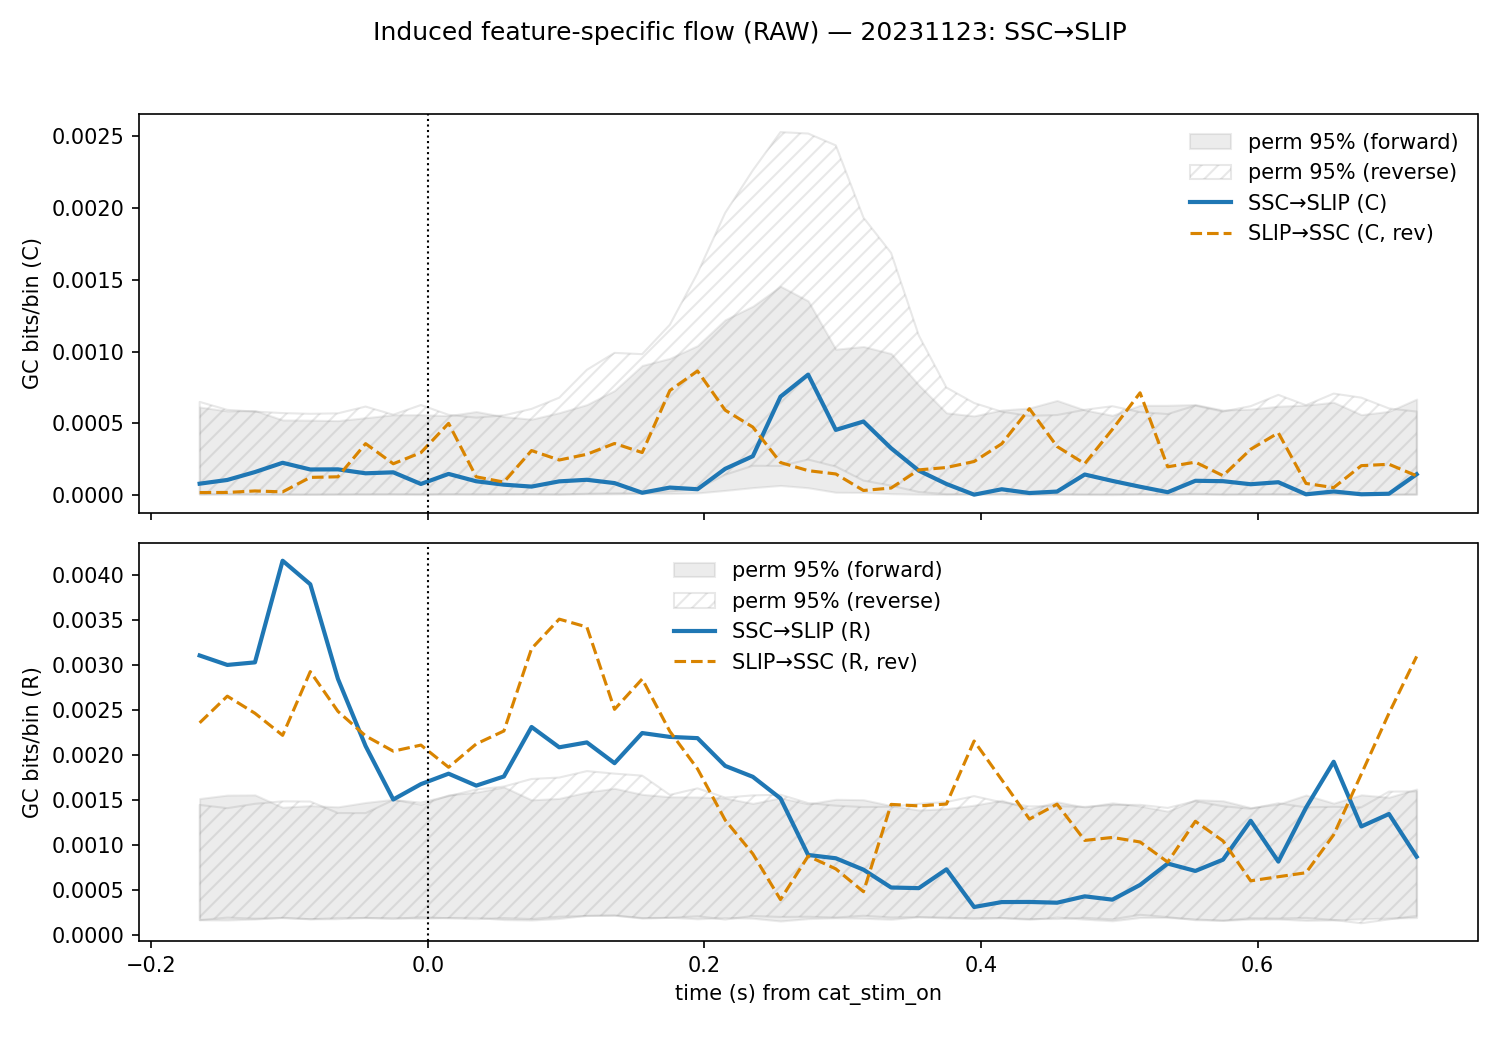 Induced feature-specific flow (RAW) — 20231123: SSC→SLIP
GC bits/bin (C)
0.0025
0.0020
0.0015
0.0010
0.0005
0.0000
perm 95% (forward)
perm 95% (reverse)
SSC→SLIP (C)
SLIP→SSC (C, rev)
GC bits/bin (R)
0.0040
0.0035
0.0030
0.0025
0.0020
0.0015
0.0010
0.0005
0.0000
perm 95% (forward)
perm 95% (reverse)
SSC→SLIP (R)
SLIP→SSC (R, rev)
−0.2 0.0 0.2 0.4 0.6
time (s) from cat_stim_on